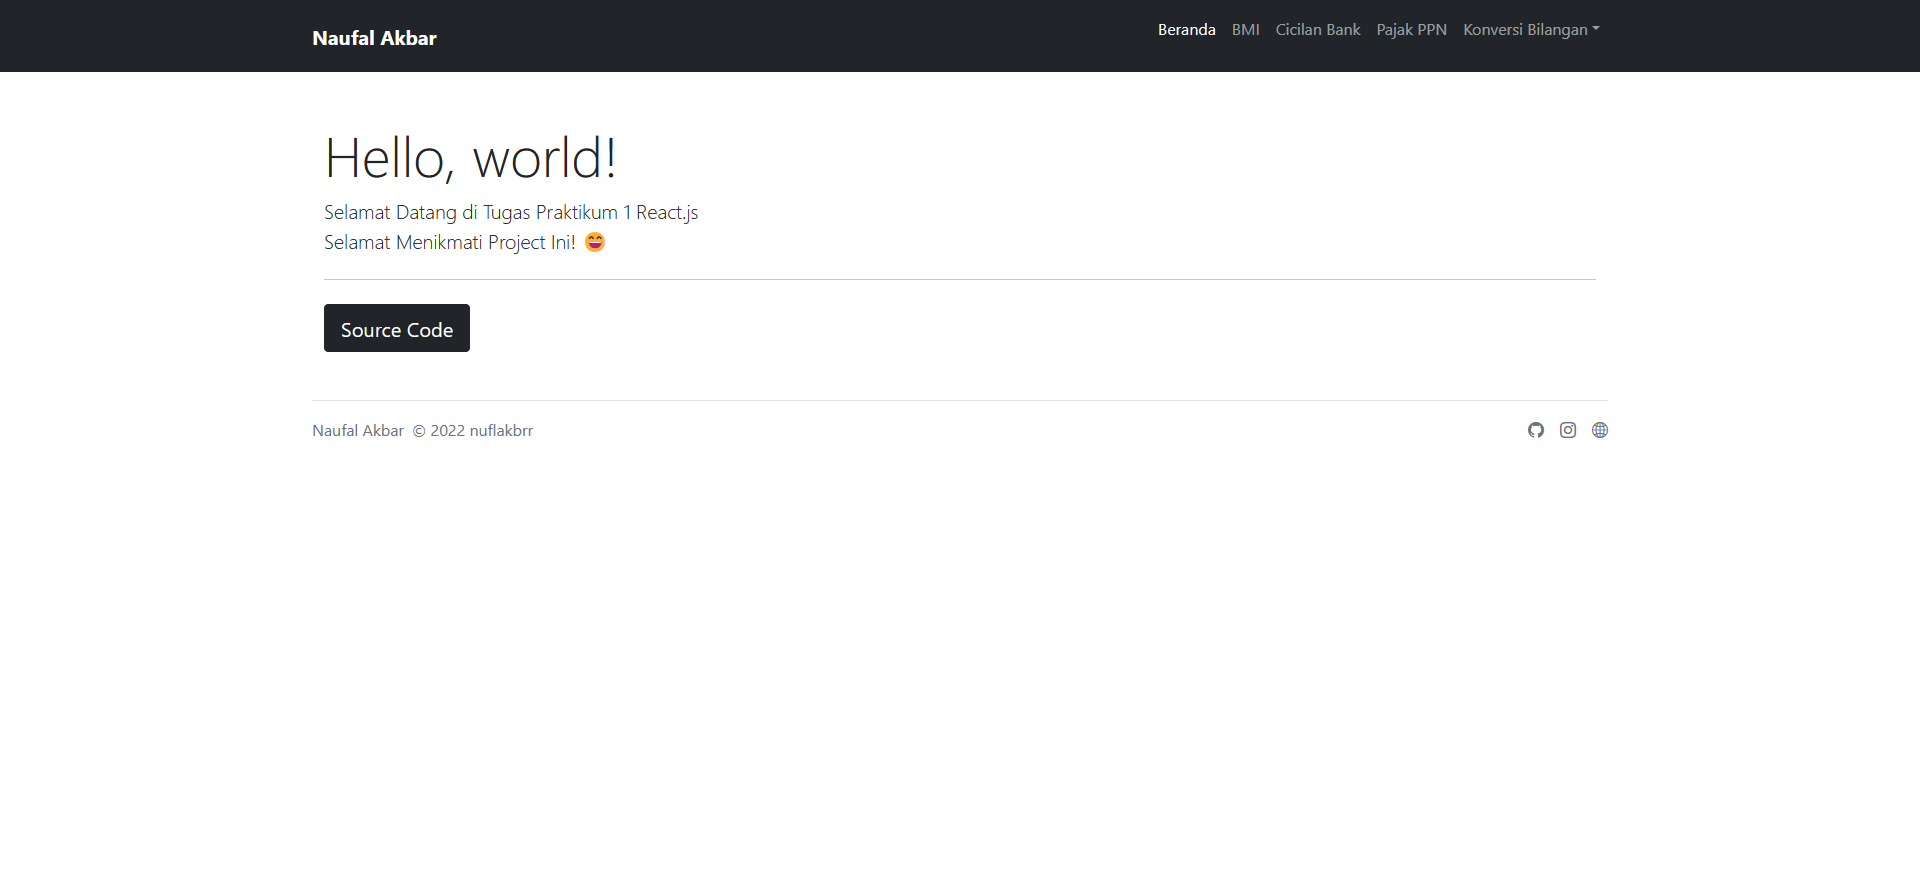 Naufal Akbar
Beranda BMI Cicilan Bank Pajak PPN Konversi Bilangan
Hello, world!
Selamat Datang di Tugas Praktikum 1 React.js
Selamat Menikmati Project Ini! 😄
Source Code
Naufal Akbar © 2022 nuflakbrr